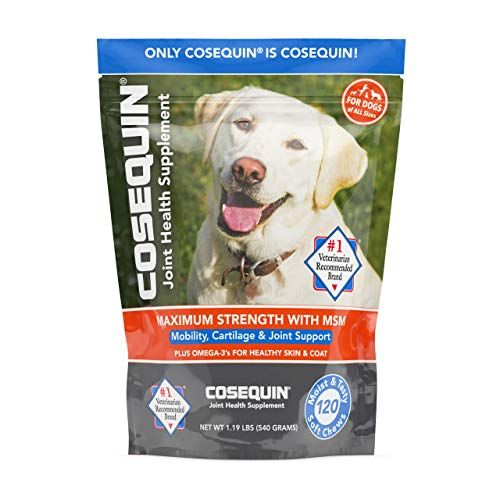 ONLY COSEQUIN® IS COSEQUIN!
COSEQUIN®
Joint Health Supplement
FOR DOGS
of ALL Sizes
#1
Veterinarian
Recommended
Brand
MAXIMUM STRENGTH WITH MSM
Mobility, Cartilage & Joint Support
PLUS OMEGA-3's FOR HEALTHY SKIN & COAT
#1
Veterinarian
Recommended
Brand
COSEQUIN®
Joint Health Supplement
NET WT 1.19 LBS (540 GRAMS)
Moist & Tasty
120
Soft Chews